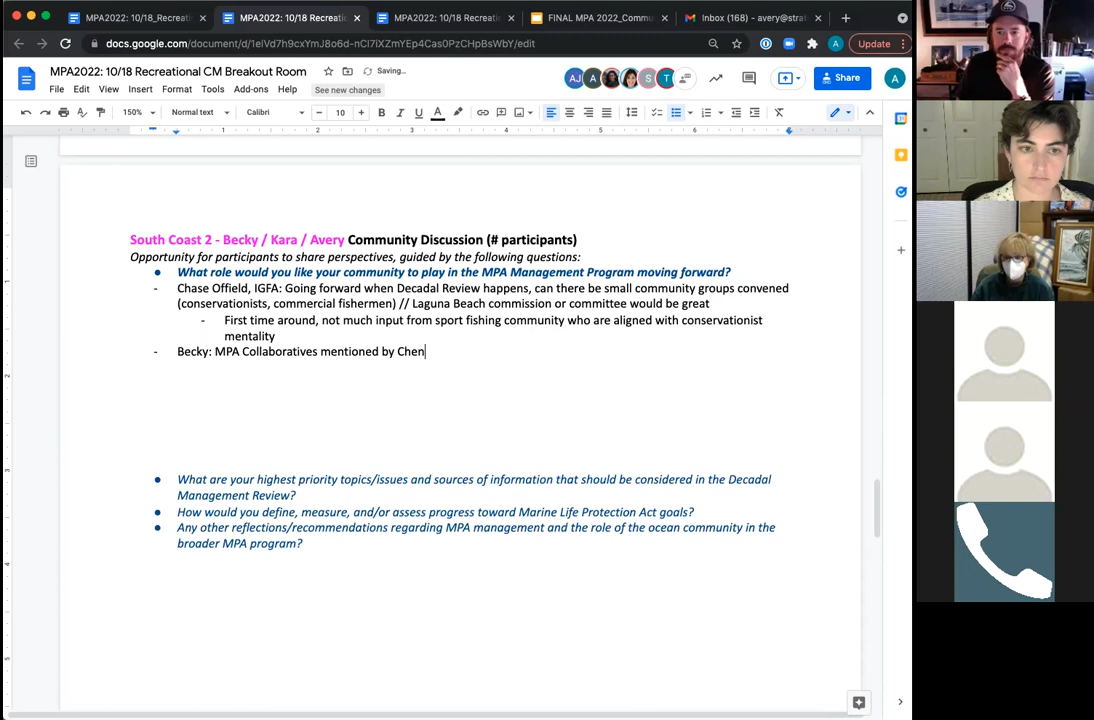 MPA2022: 10/18_Recreati
MPA2022: 10/18 Recreati
MPA2022: 10/18 Recreati
FINAL MPA 2022_Commu
Inbox (168) - avery@strat
docs.google.com/document/d/1elVd7h9cxYmJ8o6d-nCl7iXZmYEp4Cas0PzCHpBsWbY/edit
Update
MPA2022: 10/18 Recreational CM Breakout Room
Saving...
File Edit View Insert Format Tools Add-ons Help
See new changes
AJ A S T
Share
A
150% Normal text Calibri 10 B I U A
1 2 3 4 5 6
South Coast 2 - Becky / Kara / Avery Community Discussion (# participants)
Opportunity for participants to share perspectives, guided by the following questions:
● What role would you like your community to play in the MPA Management Program moving forward?
- Chase Offield, IGFA: Going forward when Decadal Review happens, can there be small community groups convened
(conservationists, commercial fishermen) // Laguna Beach commission or committee would be great
- First time around, not much input from sport fishing community who are aligned with conservationist
mentality
- Becky: MPA Collaboratives mentioned by Chen
● What are your highest priority topics/issues and sources of information that should be considered in the Decadal
Management Review?
● How would you define, measure, and/or assess progress toward Marine Life Protection Act goals?
● Any other reflections/recommendations regarding MPA management and the role of the ocean community in the
broader MPA program?